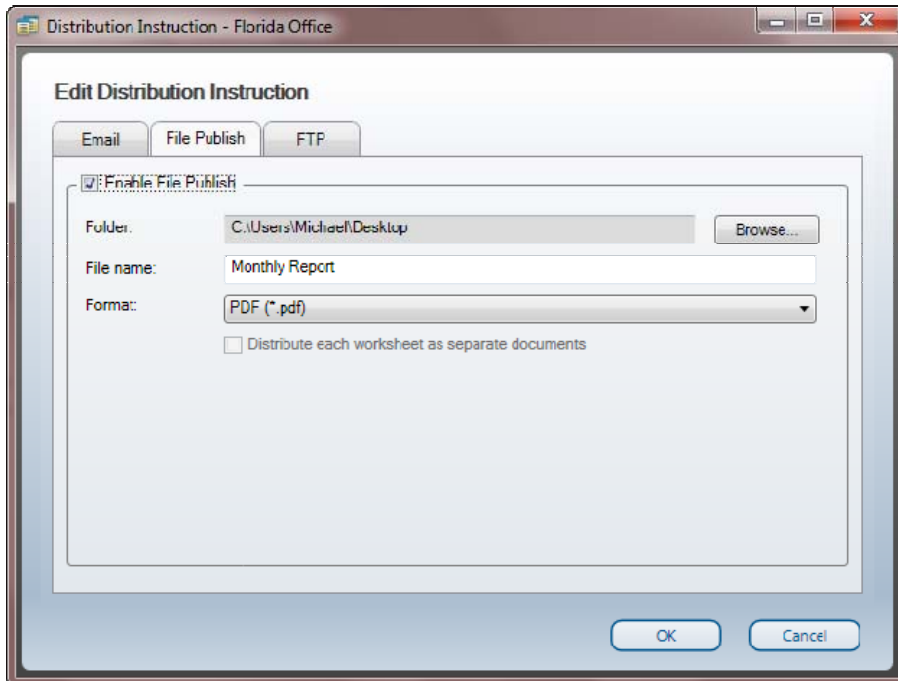 Distribution Instruction - Florida Office
Edit Distribution Instruction
Email File Publish FTP
Enable File Publish
Folder: C:\Users\Michael\Desktop Browse...
File name: Monthly Report
Format: PDF (*.pdf)
Distribute each worksheet as separate documents
OK Cancel